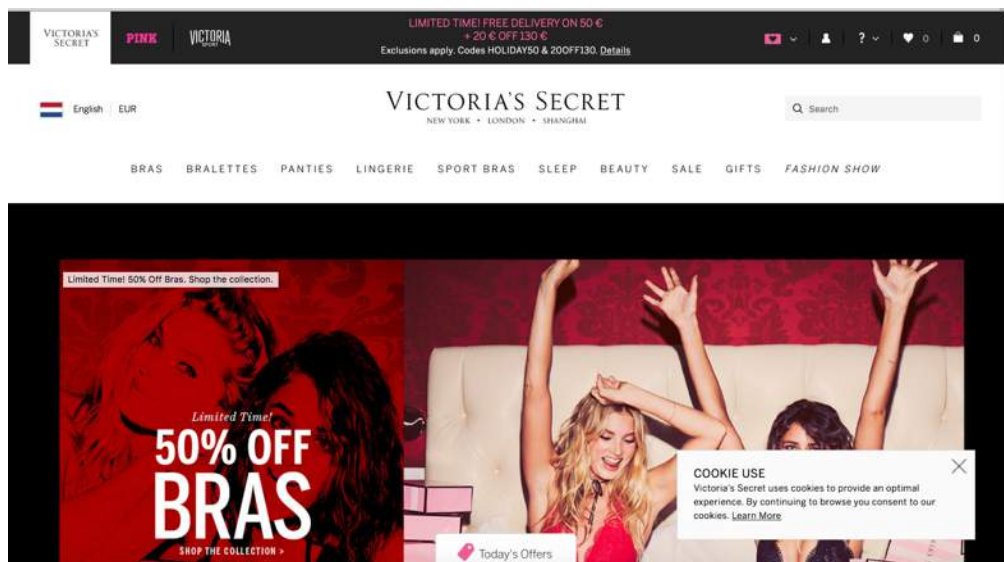 VICTORIA'S
SECRET
PINK
VICTORIA
SPORT
LIMITED TIME! FREE DELIVERY ON 50 €
+ 20 € OFF 130 €
Exclusions apply. Codes HOLIDAY50 & 20OFF130. Details
? 0 0
English EUR
VICTORIA'S SECRET
NEW YORK • LONDON • SHANGHAI
Search
BRAS BRALETTES PANTIES LINGERIE SPORT BRAS SLEEP BEAUTY SALE GIFTS FASHION SHOW
Limited Time! 50% Off Bras. Shop the collection.
Limited Time!
50% OFF
BRAS
SHOP THE COLLECTION >
Today's Offers
COOKIE USE
Victoria's Secret uses cookies to provide an optimal
experience. By continuing to browse you consent to our
cookies. Learn More